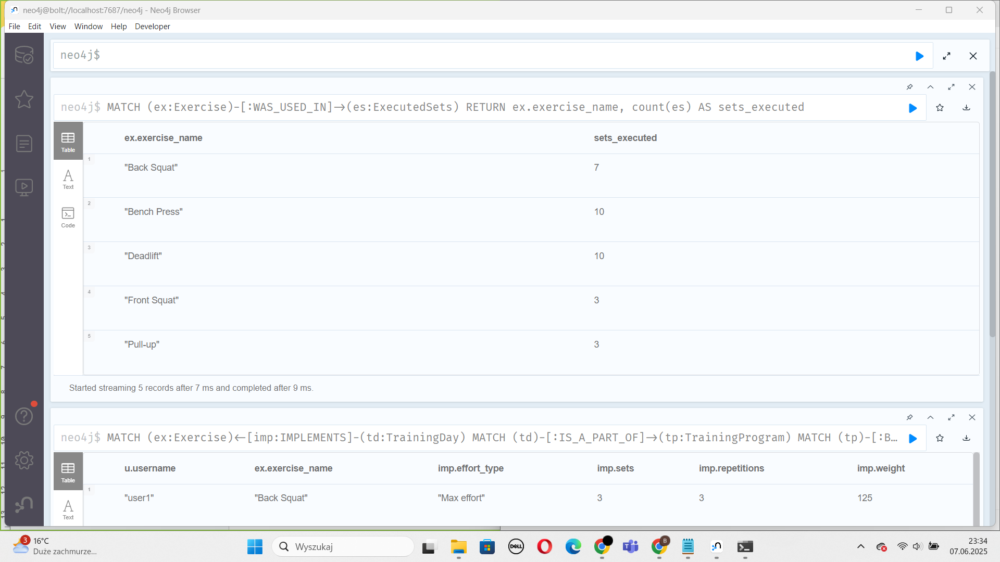 neo4j@bolt://localhost:7687/neo4j - Neo4j Browser
File Edit View Window Help Developer
neo4j$
neo4j$ MATCH (ex:Exercise)-[:WAS_USED_IN]→(es:ExecutedSets) RETURN ex.exercise_name, count(es) AS sets_executed
Table
Text
Code
ex.exercise_name sets_executed
1 "Back Squat" 7
2 "Bench Press" 10
3 "Deadlift" 10
4 "Front Squat" 3
5 "Pull-up" 3
Started streaming 5 records after 7 ms and completed after 9 ms.
neo4j$ MATCH (ex:Exercise)←[imp:IMPLEMENTS]-(td:TrainingDay) MATCH (td)-[:IS_A_PART_OF]→(tp:TrainingProgram) MATCH (tp)-[:B…
Table
Text
u.username ex.exercise_name imp.effort_type imp.sets imp.repetitions imp.weight
1 "user1" "Back Squat" "Max effort" 3 3 125
3
16°C
Duże zachmurze...
Wyszukaj
DELL
B
23:34
07.06.2025